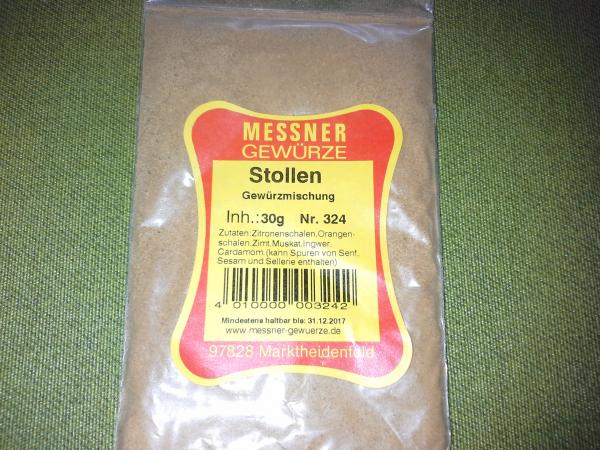 MESSNER
GEWÜRZE
Stollen
Gewürzmischung
Inh.:30g Nr. 324
Zutaten:Zitronenschalen,Orangen-
schalen,Zimt,Muskat,Ingwer,
Cardamom.(kann Spuren von Senf,
Sesam und Sellerie enthalten)
4 010000 003242
Mindestens haltbar bis: 31.12.2017
www.messner-gewuerze.de
97828 Marktheidenfeld